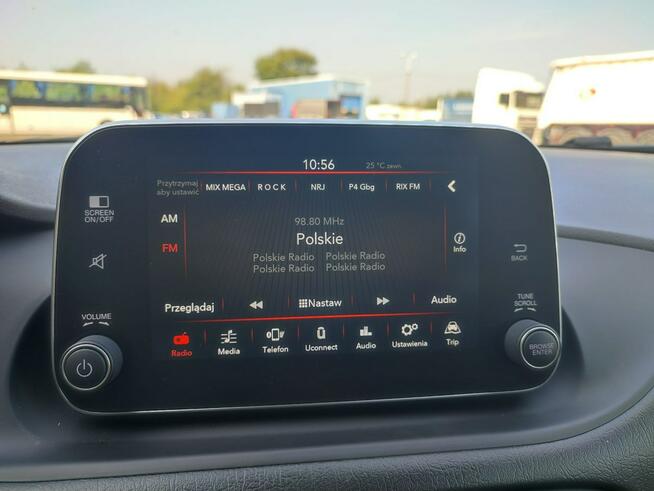 10:56 25 °C zewn.
Przytrzymaj
aby ustawić
MIX MEGA R O C K NRJ P4 Gbg RIX FM
SCREEN
ON/OFF
AM
98.80 MHz
Polskie
FM
Info
BACK
Polskie Radio Polskie Radio
Polskie Radio Polskie Radio
VOLUME
Przeglądaj Nastaw Audio
TUNE
SCROLL
Radio Media Telefon Uconnect Audio Ustawienia Trip
BROWSE
ENTER